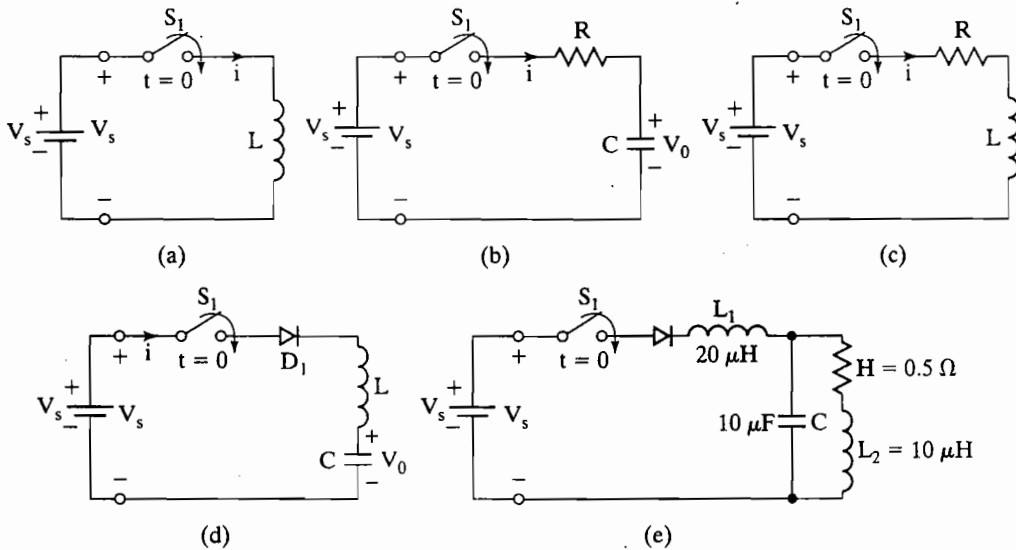 S₁
+
t = 0
i
+
Vₛ
−
Vₛ
L
−
(a)
S₁
R
+
t = 0
i
+
Vₛ
−
Vₛ
+
C
V₀
−
−
(b)
S₁
R
+
t = 0
i
+
Vₛ
−
Vₛ
L
−
(c)
S₁
+
i
t = 0
D₁
+
Vₛ
−
Vₛ
L
+
C
V₀
−
−
(d)
S₁
L₁
+
t = 0
20 μH
H = 0.5 Ω
+
Vₛ
−
Vₛ
10 μF
C
L₂ = 10 μH
−
(e)